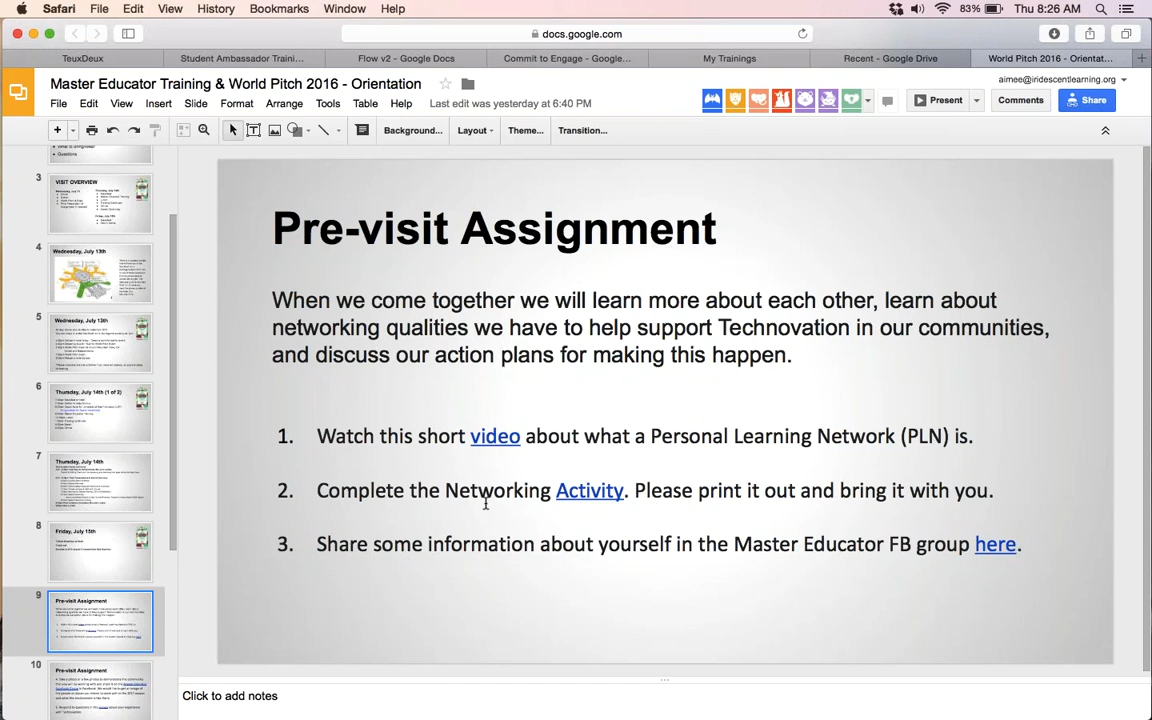 Safari File Edit View History Bookmarks Window Help 83% Thu 8:26 AM
docs.google.com
TeuxDeux Student Ambassador Traini... Flow v2 - Google Docs Commit to Engage - Google... My Trainings Recent - Google Drive World Pitch 2016 - Orientat...
Master Educator Training & World Pitch 2016 - Orientation
aimee@iridescentlearning.org
File Edit View Insert Slide Format Arrange Tools Table Help Last edit was yesterday at 6:40 PM
Present Comments Share
Background... Layout Theme... Transition...
Questions
3
VISIT OVERVIEW
4
Wednesday, July 13th
5
Wednesday, July 13th
6
Thursday, July 14th (1 of 2)
7
Thursday, July 14th
8
Friday, July 15th
9
Pre-visit Assignment
10
Pre-visit Assignment
Pre-visit Assignment
When we come together we will learn more about each other, learn about
networking qualities we have to help support Technovation in our communities,
and discuss our action plans for making this happen.
1. Watch this short video about what a Personal Learning Network (PLN) is.
2. Complete the Networking Activity. Please print it out and bring it with you.
3. Share some information about yourself in the Master Educator FB group here.
Click to add notes